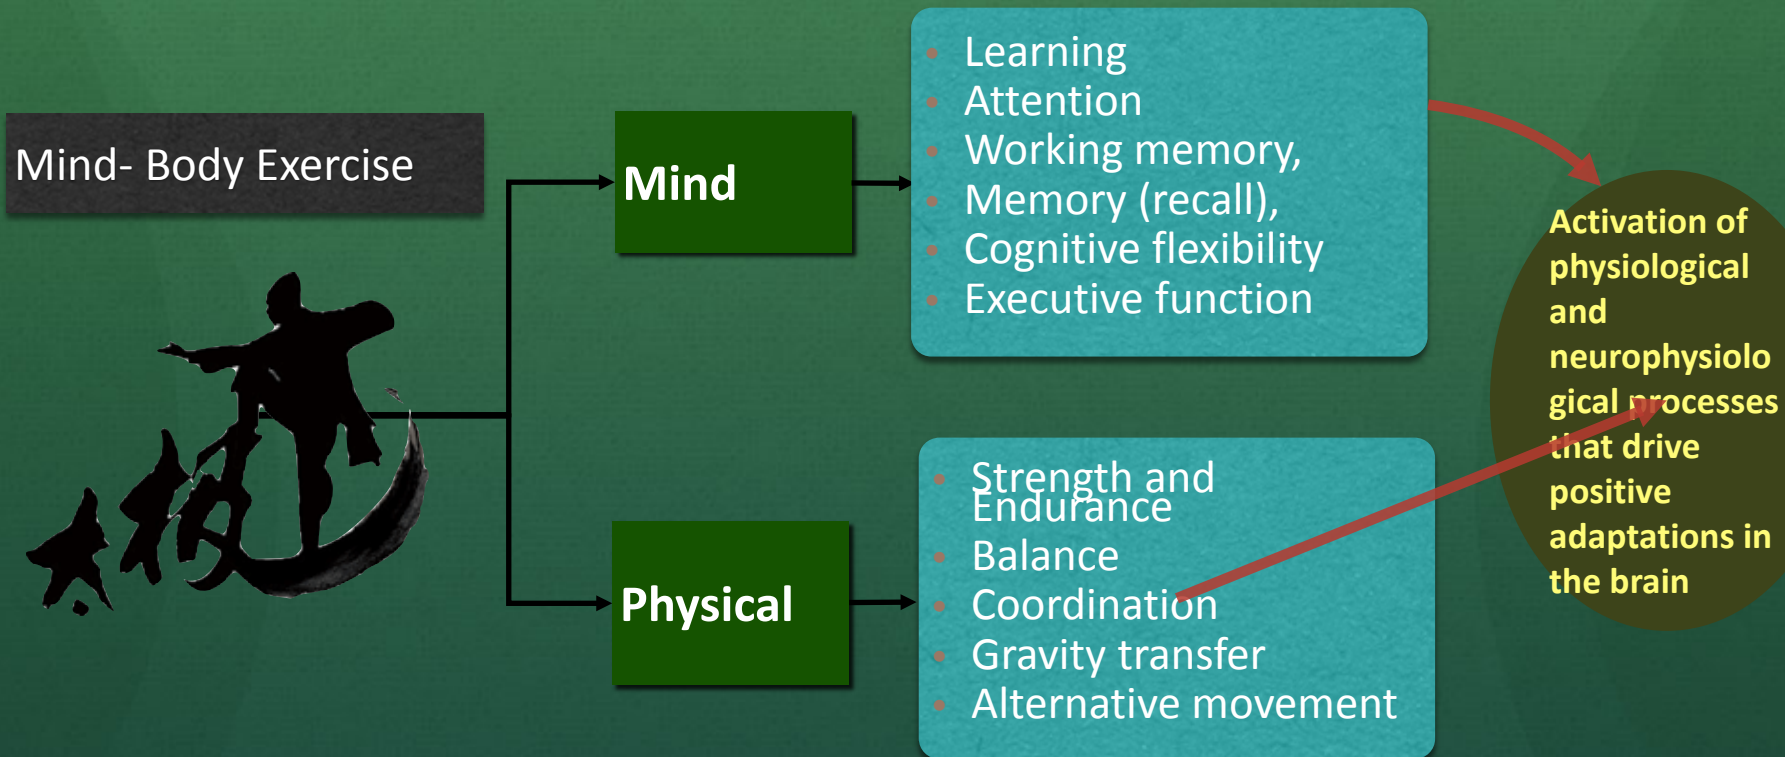 Mind- Body Exercise
太极
Mind
• Learning
• Attention
• Working memory,
• Memory (recall),
• Cognitive flexibility
• Executive function
Physical
• Strength and
Endurance
• Balance
• Coordination
• Gravity transfer
• Alternative movement
Activation of
physiological
and
neurophysiolo
gical processes
that drive
positive
adaptations in
the brain